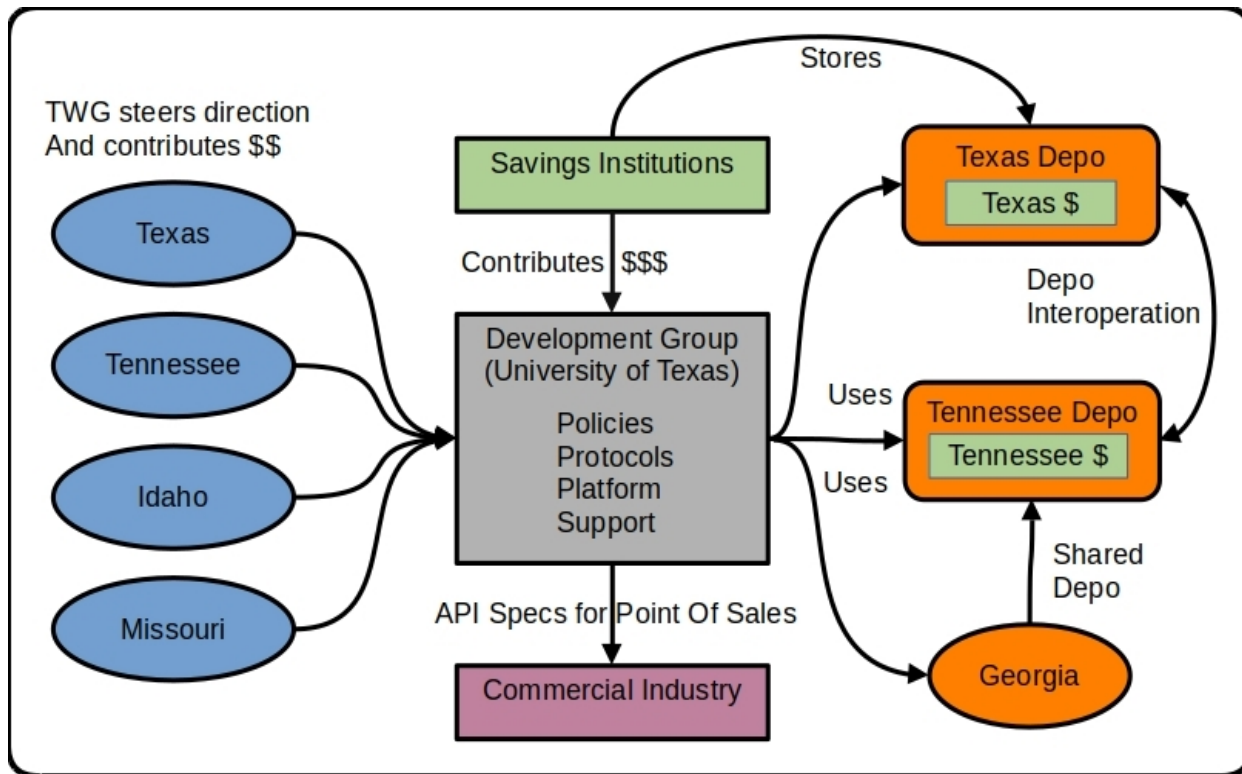 TWG steers direction
And contributes $$
Texas
Tennessee
Idaho
Missouri
Savings Institutions
Contributes $$$
Development Group
(University of Texas)
Policies
Protocols
Platform
Support
API Specs for Point Of Sales
Commercial Industry
Stores
Texas Depo
Texas $
Depo
Interoperation
Uses
Tennessee Depo
Tennessee $
Uses
Shared
Depo
Georgia